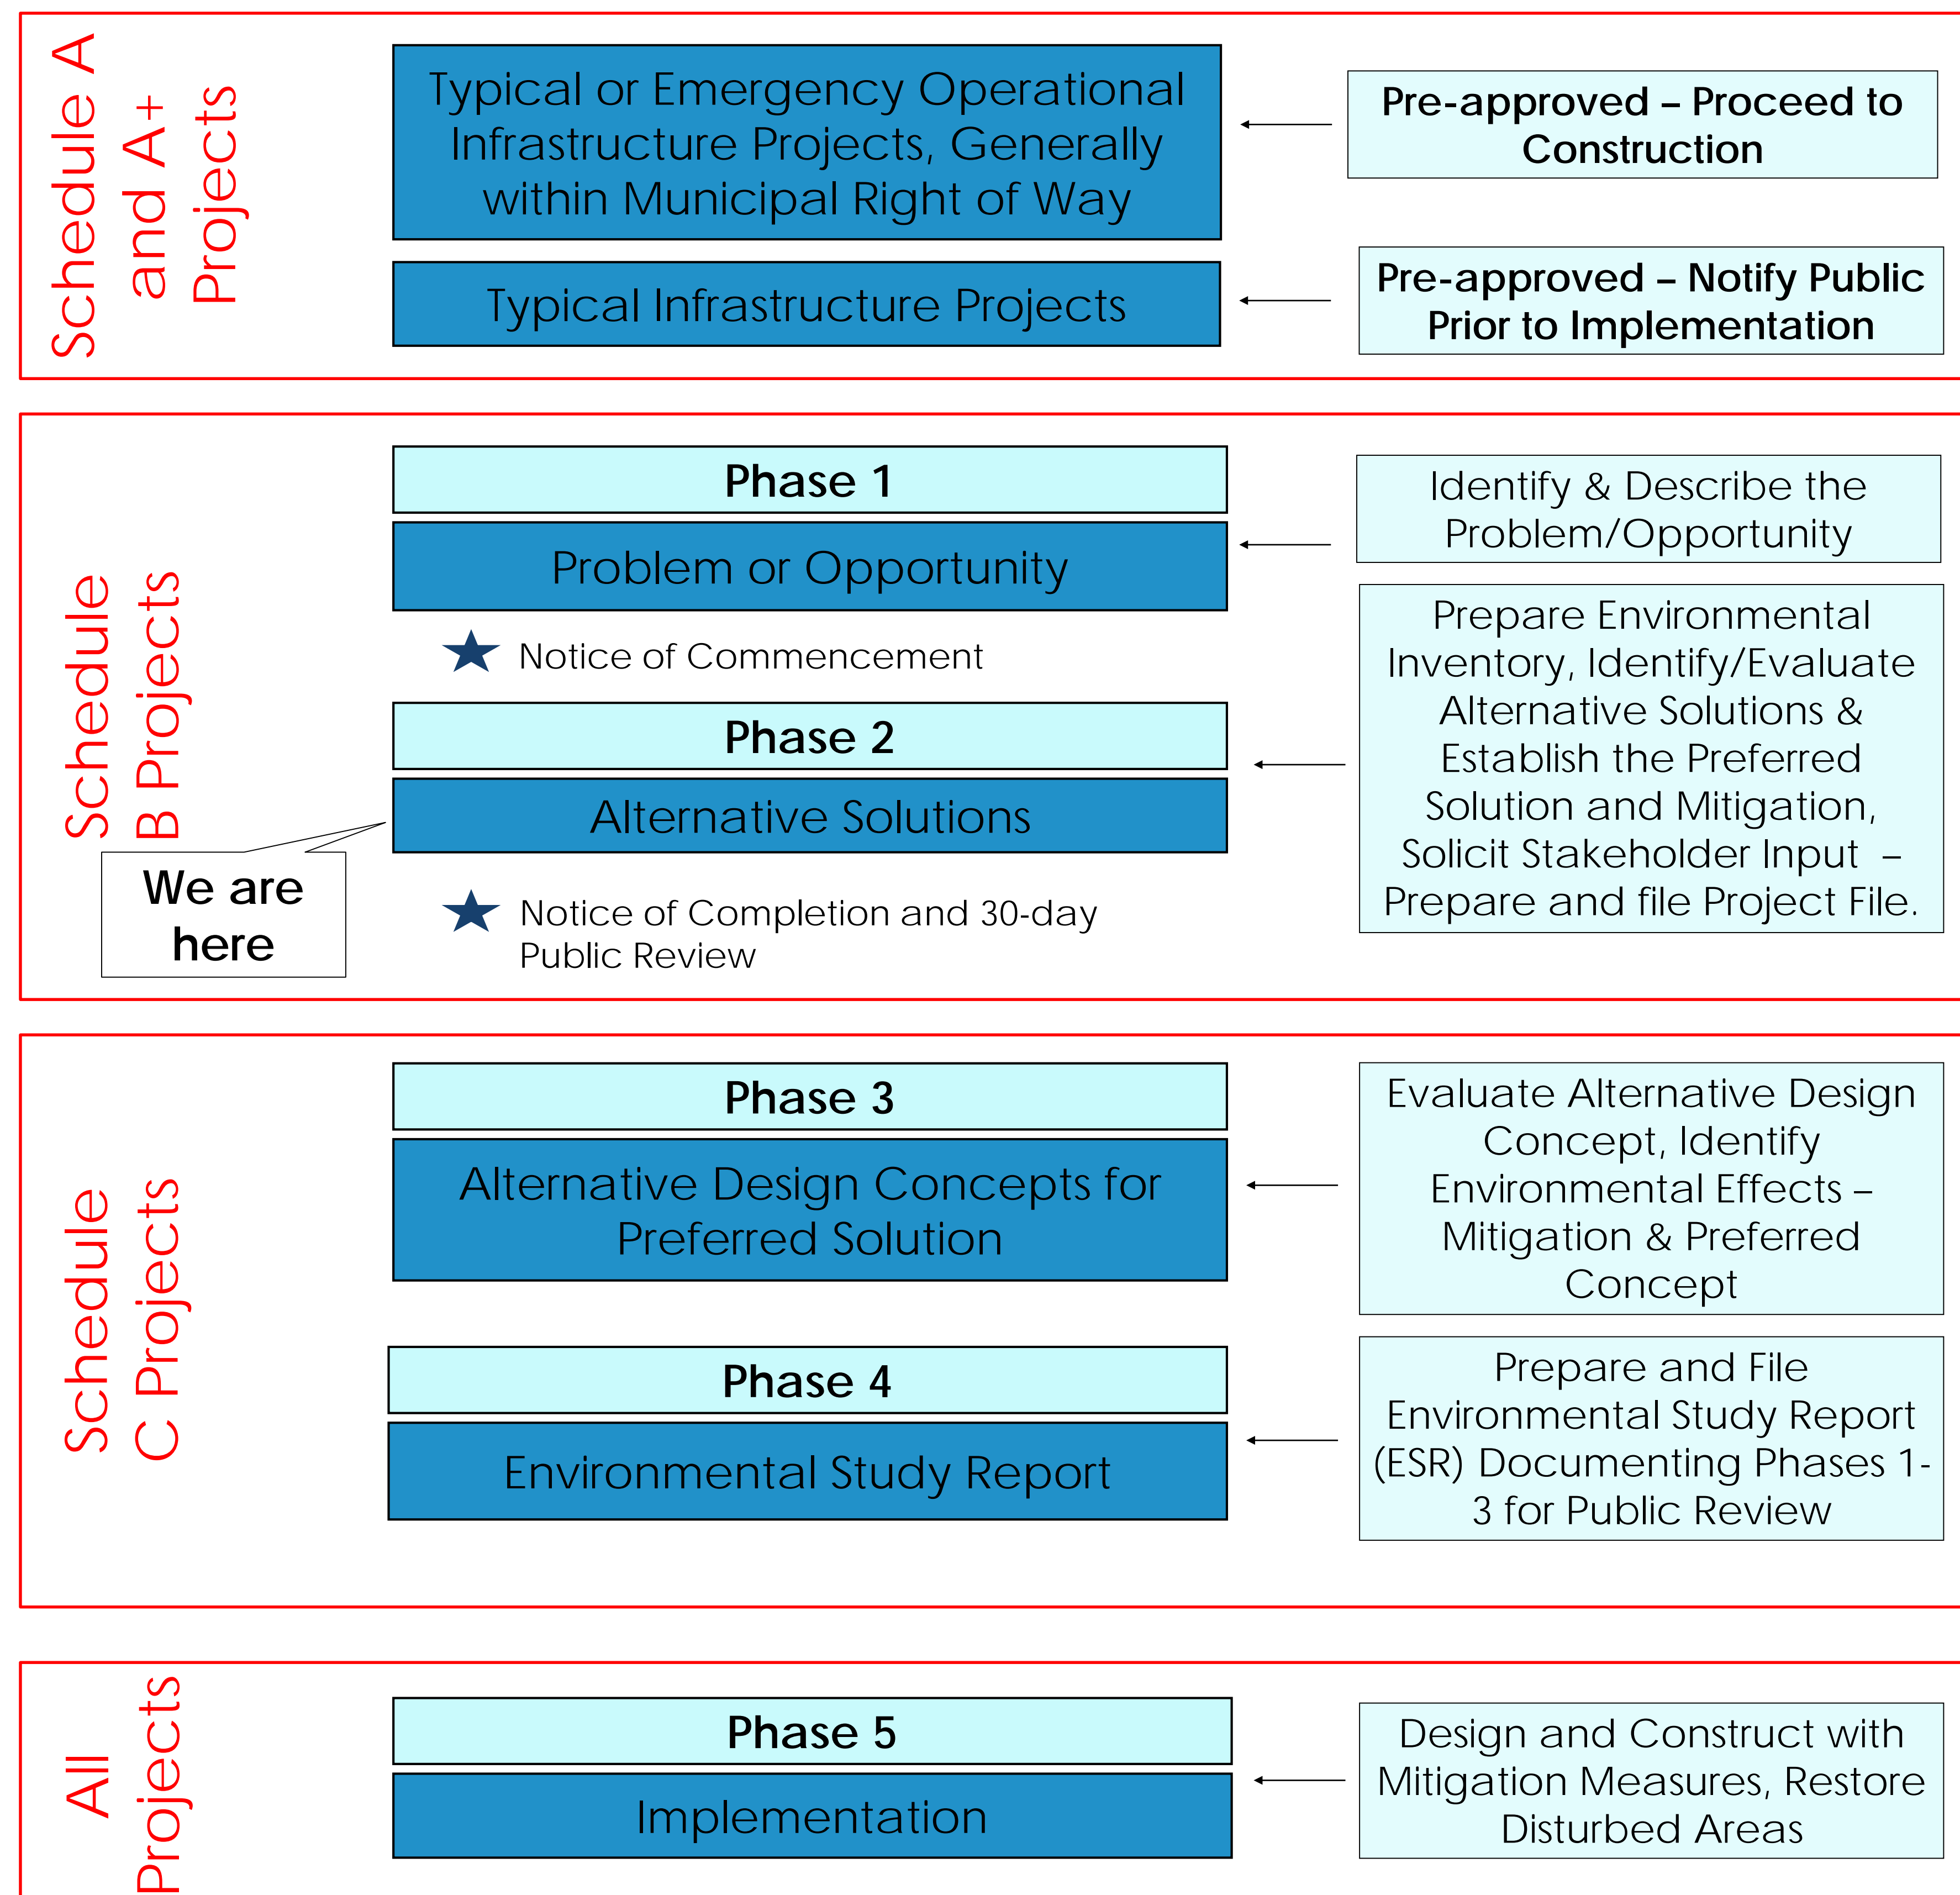 Schedule A
and A+
Projects
Typical or Emergency Operational
Infrastructure Projects, Generally
within Municipal Right of Way
Pre-approved – Proceed to
Construction
Typical Infrastructure Projects
Pre-approved – Notify Public
Prior to Implementation
Schedule
B Projects
Phase 1
Problem or Opportunity
Identify & Describe the
Problem/Opportunity
Notice of Commencement
Phase 2
Alternative Solutions
Prepare Environmental
Inventory, Identify/Evaluate
Alternative Solutions &
Establish the Preferred
Solution and Mitigation,
Solicit Stakeholder Input –
Prepare and file Project File.
We are
here
Notice of Completion and 30-day
Public Review
Schedule
C Projects
Phase 3
Alternative Design Concepts for
Preferred Solution
Evaluate Alternative Design
Concept, Identify
Environmental Effects –
Mitigation & Preferred
Concept
Phase 4
Environmental Study Report
Prepare and File
Environmental Study Report
(ESR) Documenting Phases 1-
3 for Public Review
All
Projects
Phase 5
Implementation
Design and Construct with
Mitigation Measures, Restore
Disturbed Areas